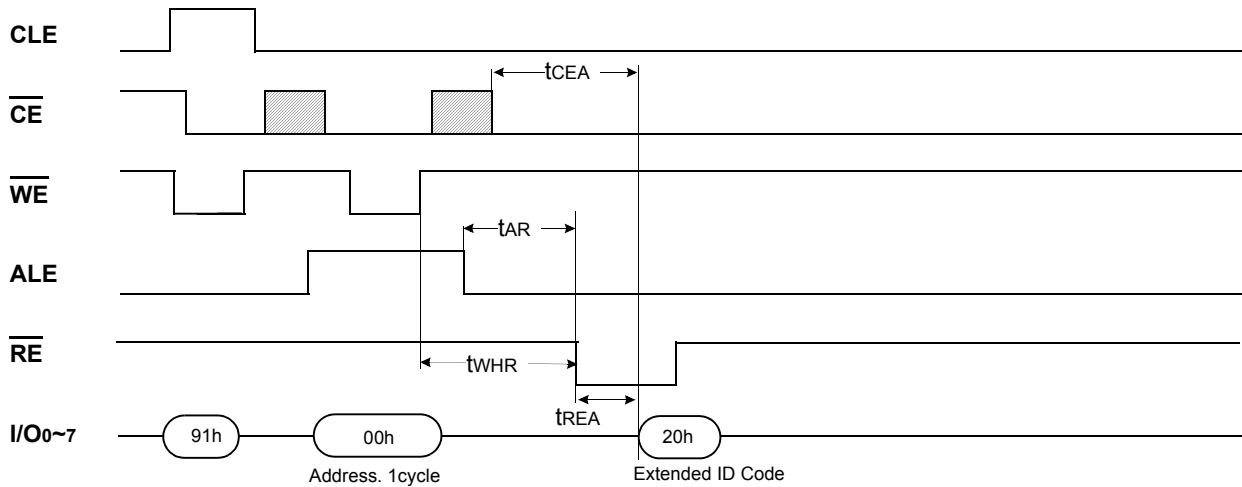 CLE
tCEA
CE
WE
tAR
ALE
RE
tWHR
tREA
I/O0~7
91h
00h
20h
Address. 1cycle
Extended ID Code